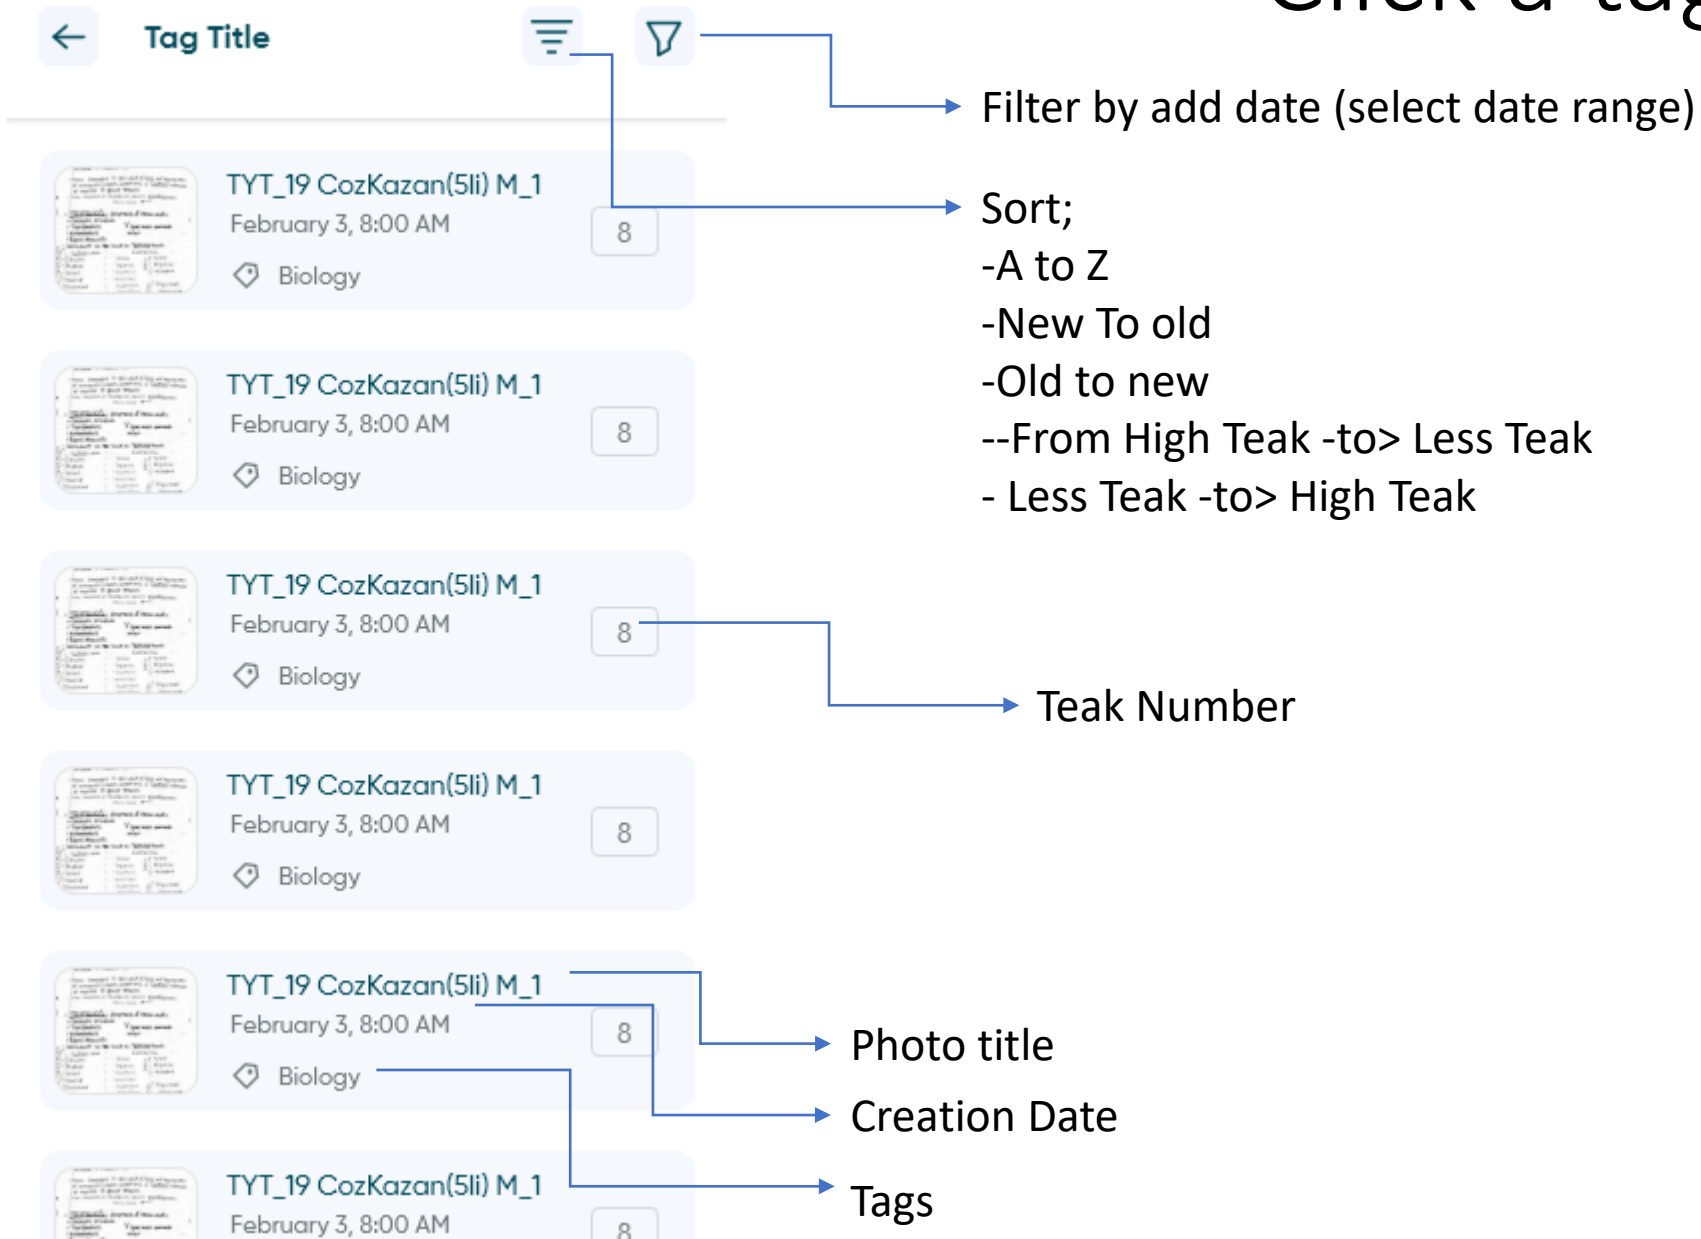 Click a tag
Tag Title
Filter by add date (select date range)
TYT_19 CozKazan(5li) M_1
February 3, 8:00 AM
8
Biology
Sort;
-A to Z
-New To old
-Old to new
--From High Teak -to> Less Teak
- Less Teak -to> High Teak
TYT_19 CozKazan(5li) M_1
February 3, 8:00 AM
8
Biology
TYT_19 CozKazan(5li) M_1
February 3, 8:00 AM
8
Biology
Teak Number
TYT_19 CozKazan(5li) M_1
February 3, 8:00 AM
8
Biology
TYT_19 CozKazan(5li) M_1
February 3, 8:00 AM
8
Biology
Photo title
Creation Date
Tags
TYT_19 CozKazan(5li) M_1
February 3, 8:00 AM
8